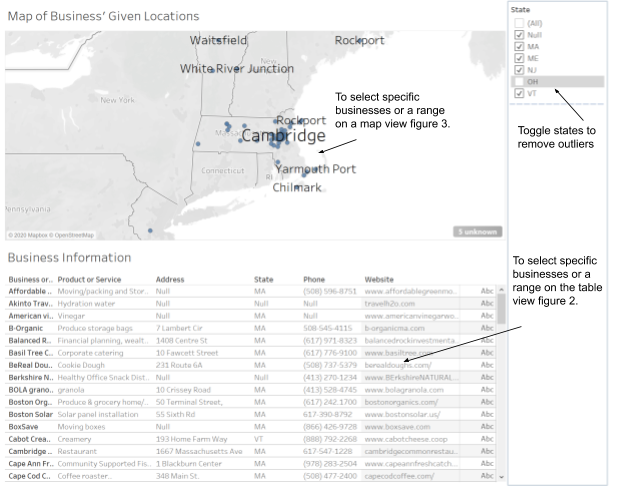 Map of Business' Given Locations
Waitsfield
Rockport
White River Junction
New York
To select specific
businesses or a range
on a map view figure 3.
Rockport
Cambridge
Connecticut
RI
Yarmouth Port
Chilmark
Pennsylvania
© 2020 Mapbox © OpenStreetMap
5 unknown
State
(All)
Null
MA
ME
NJ
OH
VT
Toggle states to
remove outliers
To select specific
businesses or a
range on the table
view figure 2.
Business Information
Business or.. Product or Service Address State Phone Website
Affordable .. Moving/packing and Stor.. Null MA (508) 596-8751 www.affordablegreenmo.. Abc
Akinto Trav.. Hydration water Null Null Null travelh2o.com Abc
American vi.. Vinegar Null MA Null www.americanvinegarwo.. Abc
B-Organic Produce storage bags 7 Lambert Cir MA 508-545-4115 b-organicma.com Abc
Balanced R.. Financial planning, wealt.. 1408 Centre St MA (617) 971-8323 balancedrockinvestmenta.. Abc
Basil Tree C.. Corporate catering 10 Fawcett Street MA (617) 776-9100 www.basiltree.com Abc
BeReal Dou.. Cookie Dough 231 Route 6A MA (508) 737-5379 berealdoughs.com/ Abc
Berkshire N.. Healthy Office Snack Dist.. Null MA (413) 270-1234 www.BErkshireNATURAL... Abc
BOLA grano.. granola 10 Crissey Road MA (413) 528-4745 www.bolagranola.com Abc
Boston Org.. Produce & grocery home/.. 50 Terminal Street, MA (617) 242.1700 bostonorganics.com/ Abc
Boston Solar Solar panel installation 55 Sixth Rd MA 617-390-8792 www.bostonsolar.us/ Abc
BoxSave Moving boxes Null MA (866) 426-9728 www.boxsave.com Abc
Cabot Crea.. Creamery 193 Home Farm Way VT (888) 792-2268 www.cabotcheese.coop Abc
Cambridge .. Restaurant 1667 Massachusetts Ave MA 617-547-1228 cambridgecommonrestau.. Abc
Cape Ann Fr.. Community Supported Fis.. 1 Blackburn Center MA (978) 283-2504 www.capeannfreshcatch... Abc
Cape Cod C.. Coffee roaster.. 348 Main St. MA (508) 477-2400 capecodcoffee.com/ Abc